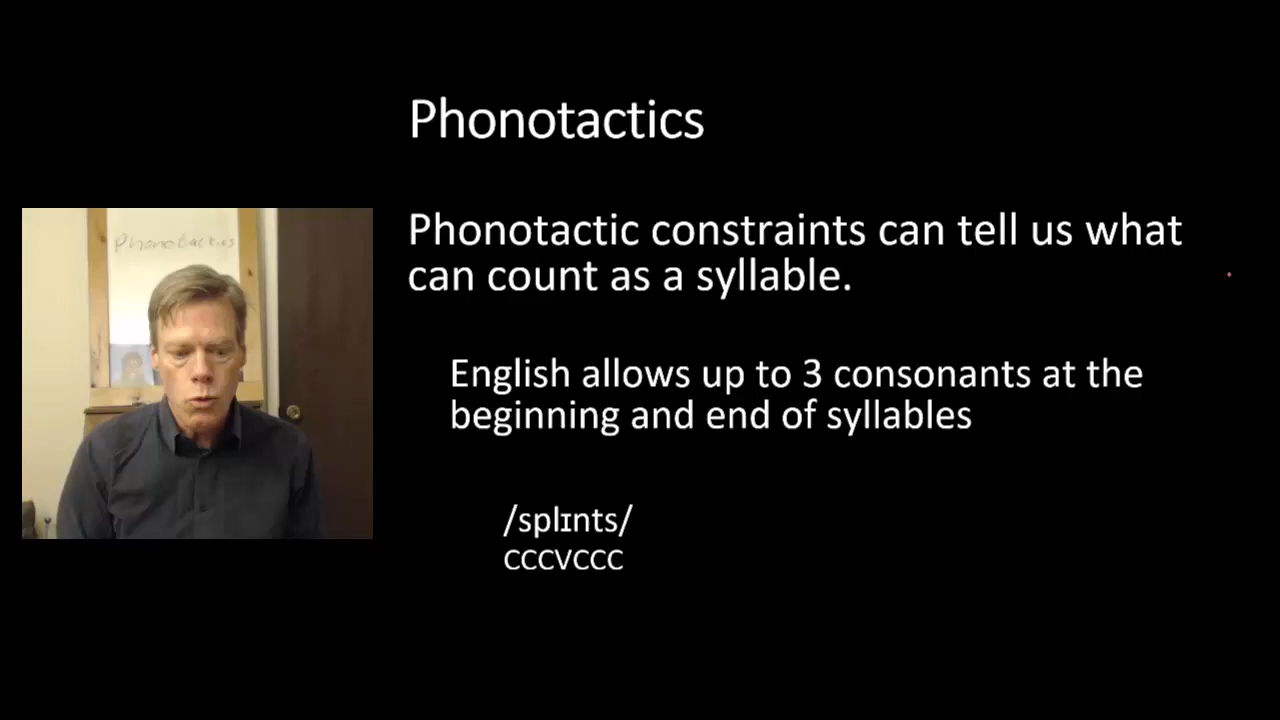 Phonotactics
Phonotactics
Phonotactic constraints can tell us what
can count as a syllable.
English allows up to 3 consonants at the
beginning and end of syllables
/splɪnts/
CCCVCCC